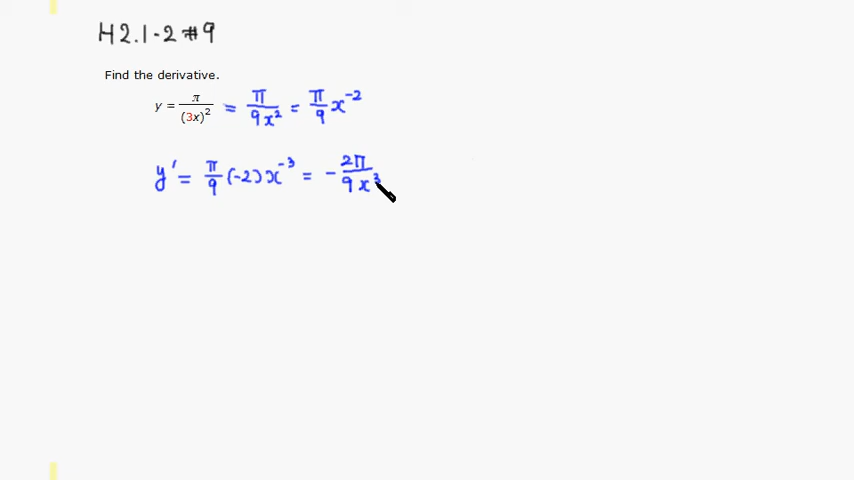 H2.1-2 #9
Find the derivative.
y = π/(3x)² = π/9x² = π/9 x⁻²
y' = π/9 (-2) x⁻³ = - 2π/9x³